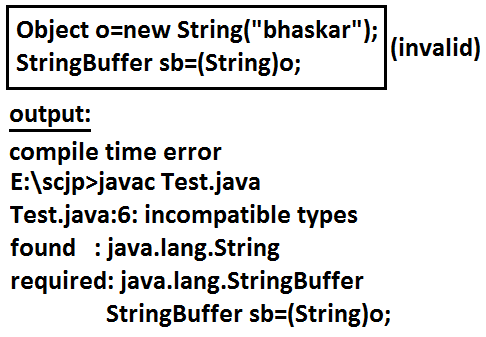 Object o=new String("bhaskar");
StringBuffer sb=(String)o;
(invalid)
output:
compile time error
E:\scjp>javac Test.java
Test.java:6: incompatible types
found   : java.lang.String
required: java.lang.StringBuffer
StringBuffer sb=(String)o;